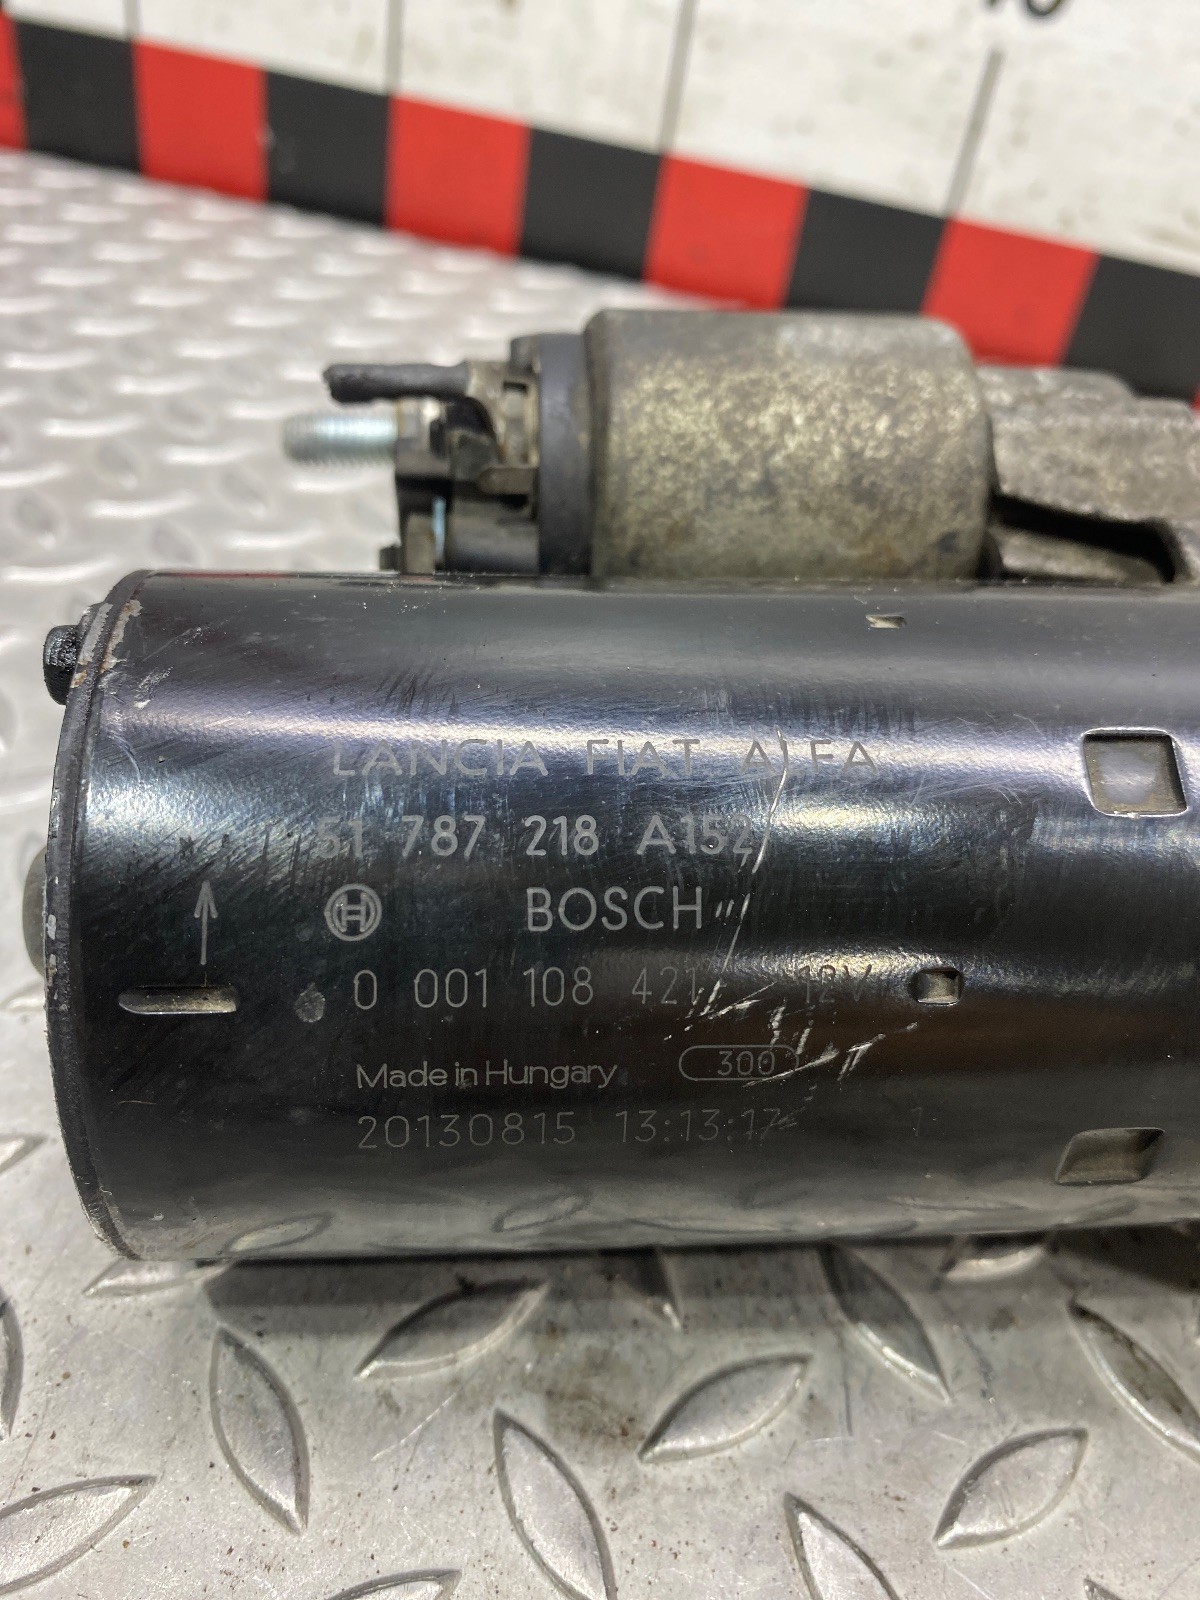 LANCIA FIAT ALFA
51 787 218 A152
BOSCH
0 001 108 421 12V
Made in Hungary 300
20130815 13:13:17 1